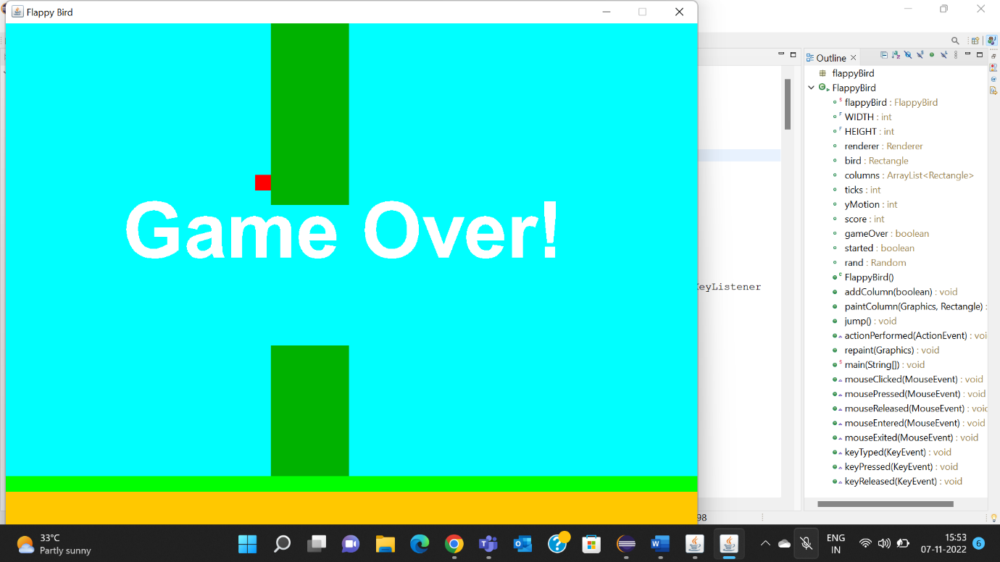 Flappy Bird
Game Over!
KeyListener
98
Outline
flappyBird
FlappyBird
flappyBird : FlappyBird
WIDTH : int
HEIGHT : int
renderer : Renderer
bird : Rectangle
columns : ArrayList<Rectangle>
ticks : int
yMotion : int
score : int
gameOver : boolean
started : boolean
rand : Random
FlappyBird()
addColumn(boolean) : void
paintColumn(Graphics, Rectangle) :
jump() : void
actionPerformed(ActionEvent) : voi
repaint(Graphics) : void
main(String[]) : void
mouseClicked(MouseEvent) : void
mousePressed(MouseEvent) : void
mouseReleased(MouseEvent) : voic
mouseEntered(MouseEvent) : void
mouseExited(MouseEvent) : void
keyTyped(KeyEvent) : void
keyPressed(KeyEvent) : void
keyReleased(KeyEvent) : void
33°C
Partly sunny
ENG
IN
15:53
07-11-2022
6